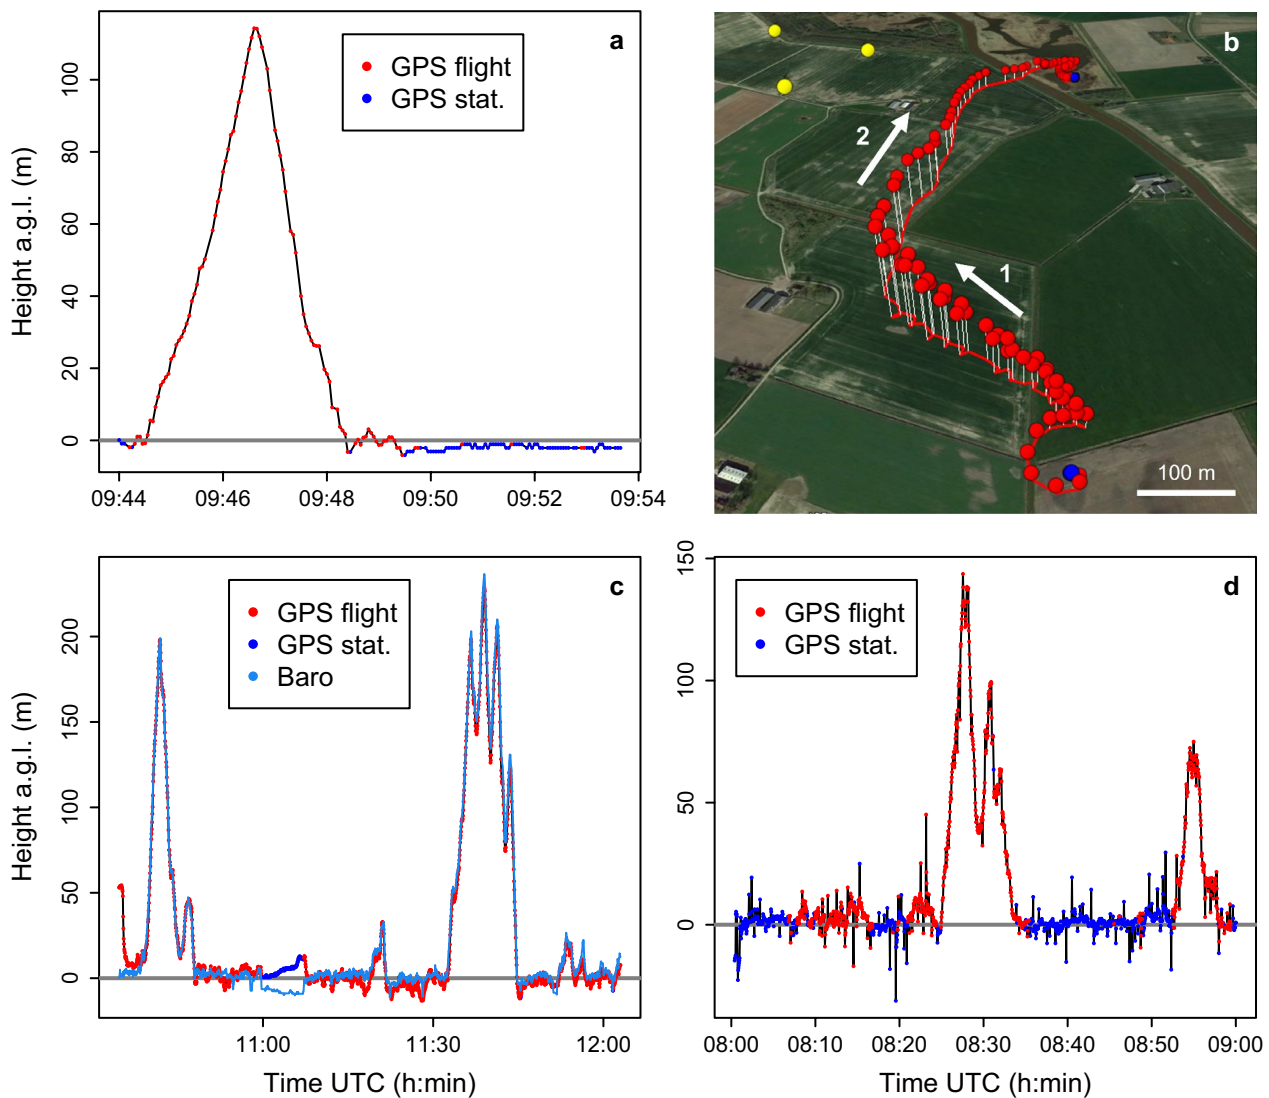 a
GPS flight
GPS stat.
Height a.g.l. (m)
100
80
60
40
20
0
09:44
09:46
09:48
09:50
09:52
09:54
b
2
1
100 m
c
GPS flight
GPS stat.
Baro
Height a.g.l. (m)
200
150
100
50
0
11:00
11:30
12:00
Time UTC (h:min)
d
GPS flight
GPS stat.
150
100
50
0
08:00
08:10
08:20
08:30
08:40
08:50
09:00
Time UTC (h:min)